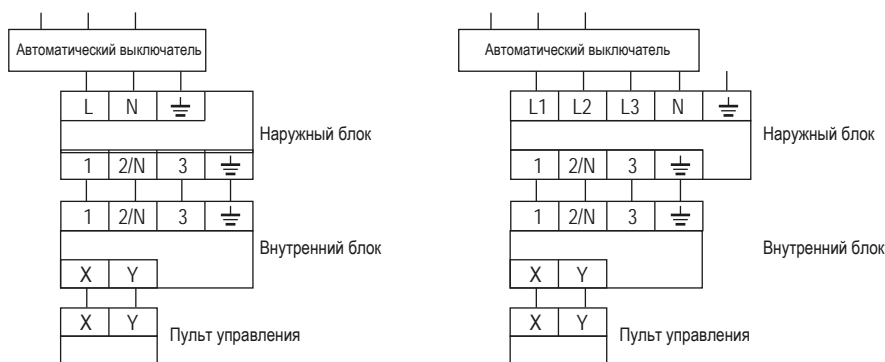 Автоматический выключатель
L N
Наружный блок
1 2/N 3
1 2/N 3
Внутренний блок
X Y
X Y
Пульт управления
Автоматический выключатель
L1 L2 L3 N
Наружный блок
1 2/N 3
1 2/N 3
Внутренний блок
X Y
X Y
Пульт управления